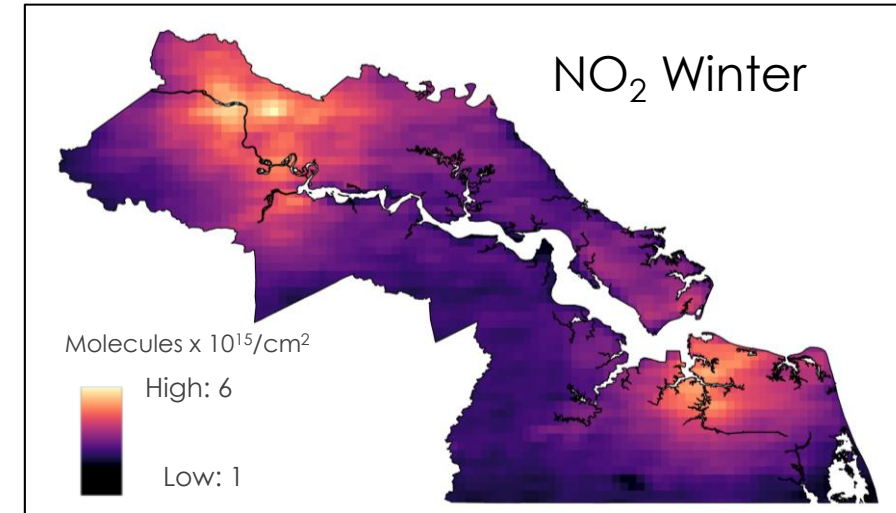 NO₂ Winter
Molecules x 10¹⁵/cm²
High: 6
Low: 1